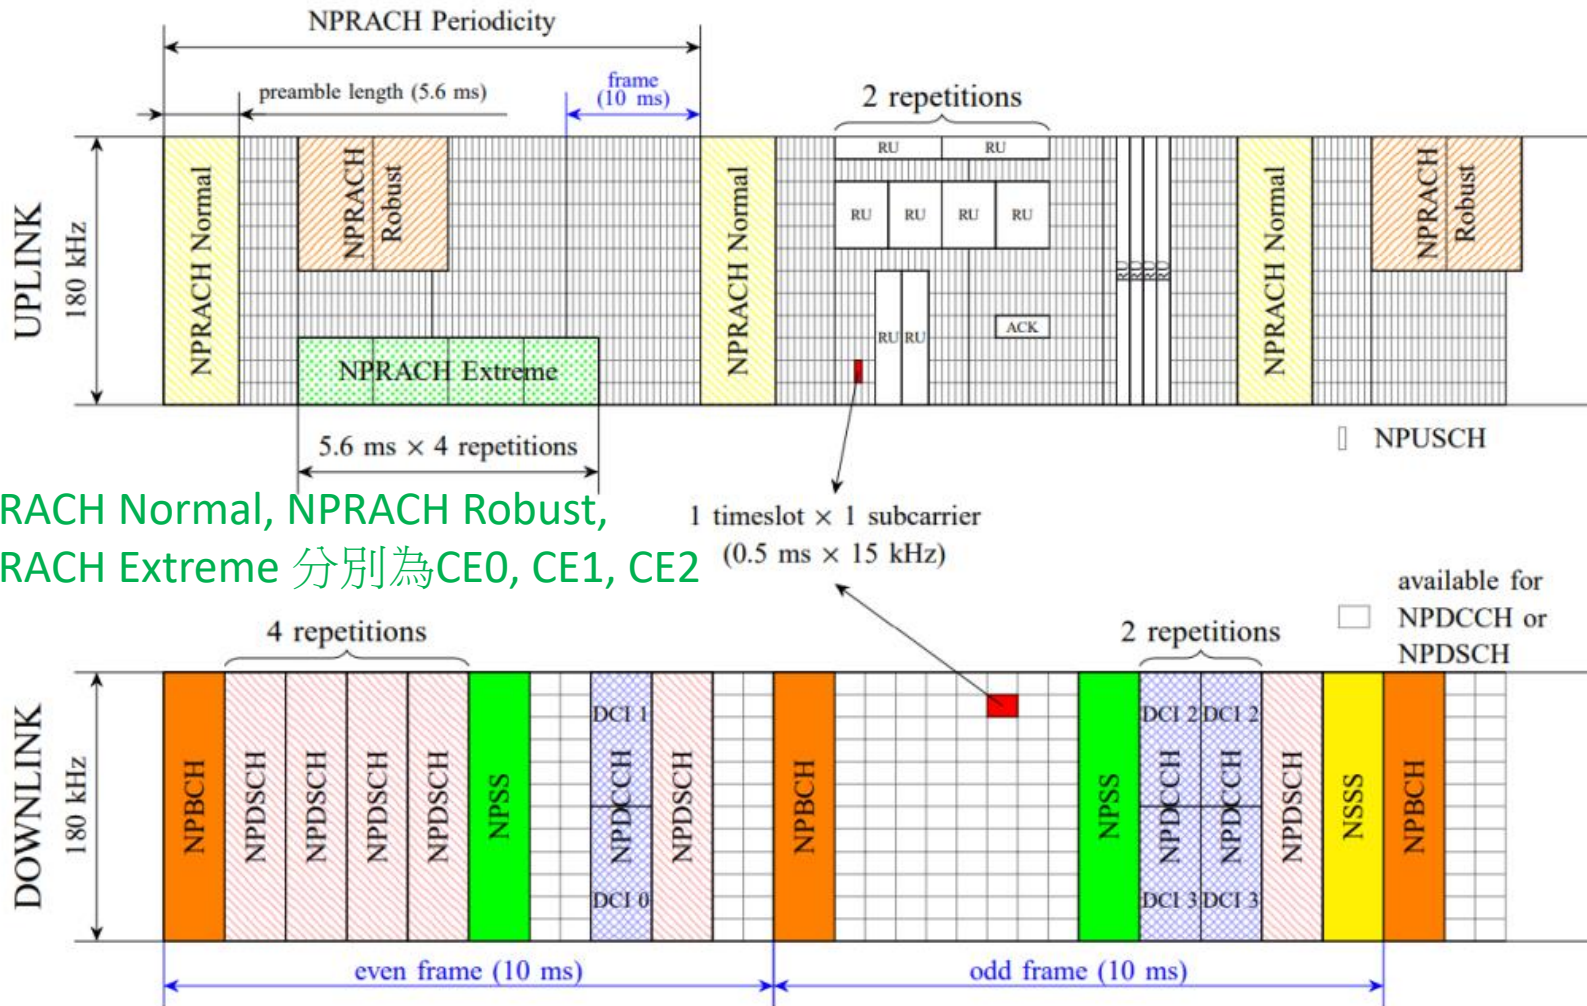 NPRACH Periodicity
preamble length (5.6 ms)
frame
(10 ms)
2 repetitions
UPLINK
180 kHz
NPRACH Normal
NPRACH
Robust
NPRACH Extreme
NPRACH Normal
RU
RU
RU
RU
RU
RU
RU
RU
ACK
RU
RU
RU
RU
NPRACH Normal
NPRACH
Robust
5.6 ms × 4 repetitions
NPUSCH
RACH Normal, NPRACH Robust,
RACH Extreme 分別為CE0, CE1, CE2
1 timeslot × 1 subcarrier
(0.5 ms × 15 kHz)
available for
NPDCCH or
NPDSCH
4 repetitions
2 repetitions
DOWNLINK
180 kHz
NPBCH
NPDSCH
NPDSCH
NPDSCH
NPDSCH
NPSS
DCI 1
NPDCCH
DCI 0
NPDSCH
NPBCH
NPSS
DCI 2
DCI 2
NPDCCH
NPDCCH
DCI 3
DCI 3
NPDSCH
NSSS
NPBCH
even frame (10 ms)
odd frame (10 ms)